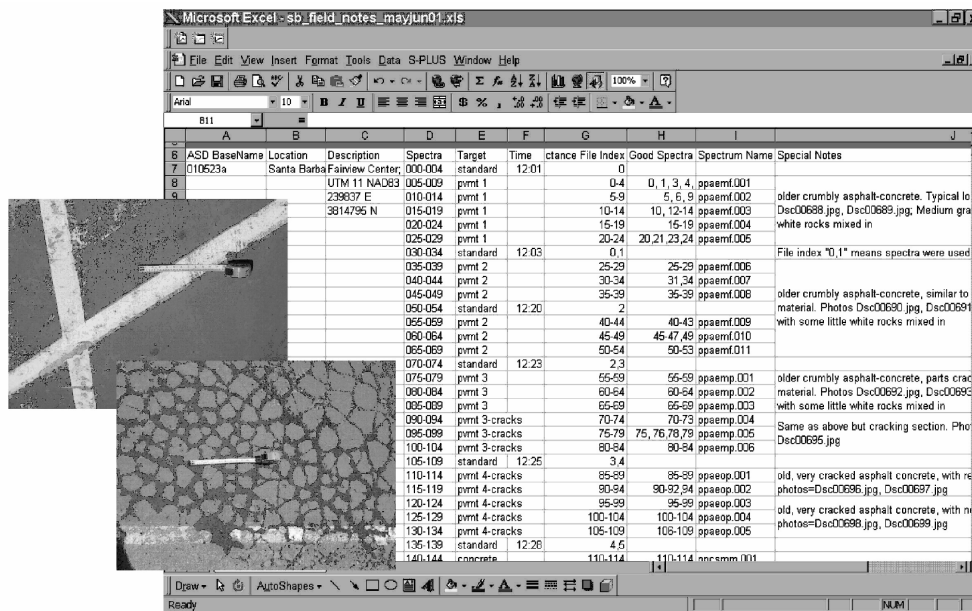 Microsoft Excel - sb_field_notes_mayjun01.xls
File Edit View Insert Format Tools Data S-PLUS Window Help
100%
Arial 10 B I U $ % ,
B11 =
A B C D E F G H I J
6 ASD BaseName Location Description Spectra Target Time ctance File Index Good Spectra Spectrum Name Special Notes
7 010523a Santa Barba Fairview Center; 000-004 standard 12:01 0
8 UTM 11 NAD83 005-009 pvmt 1 0-4 0, 1, 3, 4, ppaemf.001
9 239837 E 010-014 pvmt 1 5-9 5, 6, 9 ppaemf.002 older crumbly asphalt-concrete. Typical lo
3814795 N 015-019 pvmt 1 10-14 10, 12-14 ppaemf.003 Dsc00688.jpg, Dsc00689.jpg; Medium gra
020-024 pvmt 1 15-19 15-19 ppaemf.004 white rocks mixed in
025-029 pvmt 1 20-24 20,21,23,24 ppaemf.005
030-034 standard 12:03 0,1 File index "0,1" means spectra were used
035-039 pvmt 2 25-29 25-29 ppaemf.006
040-044 pvmt 2 30-34 31,34 ppaemf.007
045-049 pvmt 2 35-39 35-39 ppaemf.008 older crumbly asphalt-concrete, similar to
050-054 standard 12:20 2 material. Photos Dsc00690.jpg, Dsc00691
055-059 pvmt 2 40-44 40-43 ppaemf.009 with some little white rocks mixed in
060-064 pvmt 2 45-49 45-47,49 ppaemf.010
065-069 pvmt 2 50-54 50-53 ppaemf.011
070-074 standard 12:23 2,3
075-079 pvmt 3 55-59 55-59 ppaemp.001 older crumbly asphalt-concrete, parts crac
080-084 pvmt 3 60-64 60-64 ppaemp.002 material. Photos Dsc00692.jpg, Dsc00693
085-089 pvmt 3 65-69 65-69 ppaemp.003 with some little white rocks mixed in
090-094 pvmt 3-cracks 70-74 70-73 ppaemp.004 Same as above but cracking section. Phot
095-099 pvmt 3-cracks 75-79 75, 76,78,79 ppaemp.005 Dsc00695.jpg
100-104 pvmt 3-cracks 80-84 80-84 ppaemp.006
105-109 standard 12:25 3,4
110-114 pvmt 4-cracks 85-89 85-89 ppaeop.001 old, very cracked asphalt concrete, with re
115-119 pvmt 4-cracks 90-94 90-92,94 ppaeop.002 photos=Dsc00696.jpg, Dsc00697.jpg
120-124 pvmt 4-cracks 95-99 95-99 ppaeop.003
125-129 pvmt 4-cracks 100-104 100-104 ppaeop.004 old, very cracked asphalt concrete, with n
130-134 pvmt 4-cracks 105-109 106-109 ppaeop.005 photos=Dsc00698.jpg, Dsc00699.jpg
135-139 standard 12:28 4,5
140-144 concrete 110-114 110-114
Draw AutoShapes
Ready NUM